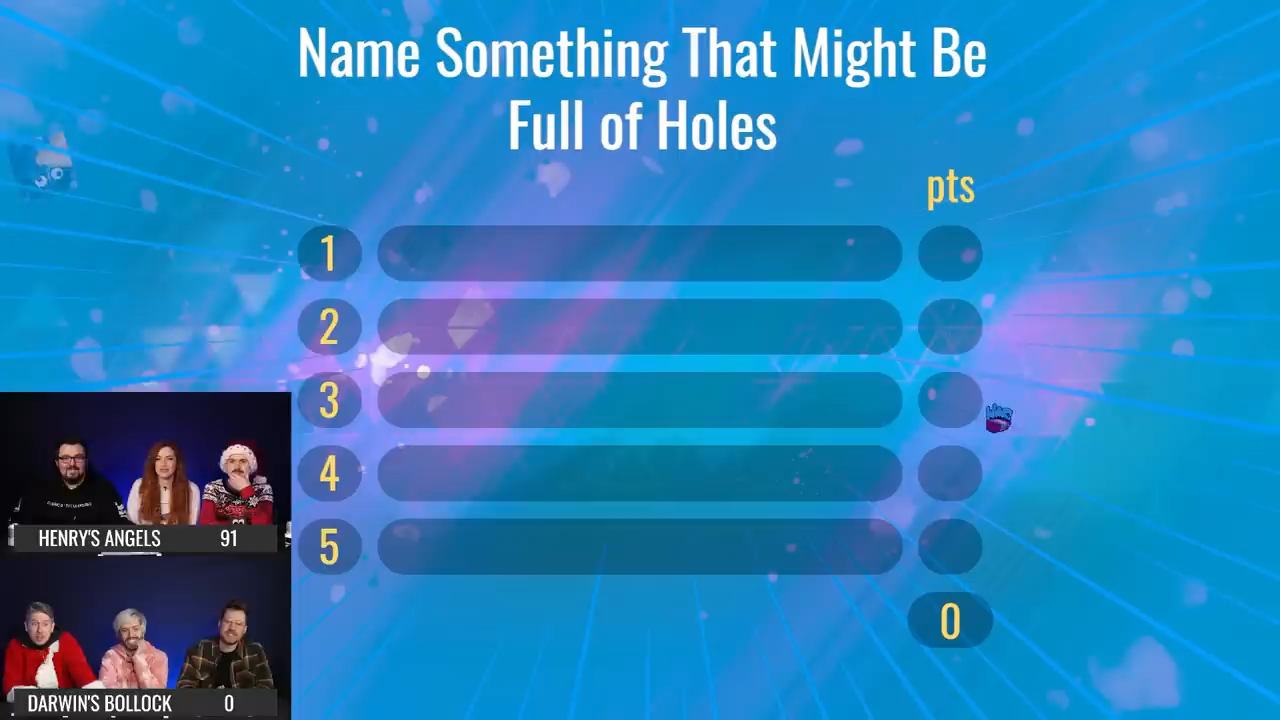 Name Something That Might Be
Full of Holes
pts
1
2
3
4
5
0
HENRY'S ANGELS 91
DARWIN'S BOLLOCK 0